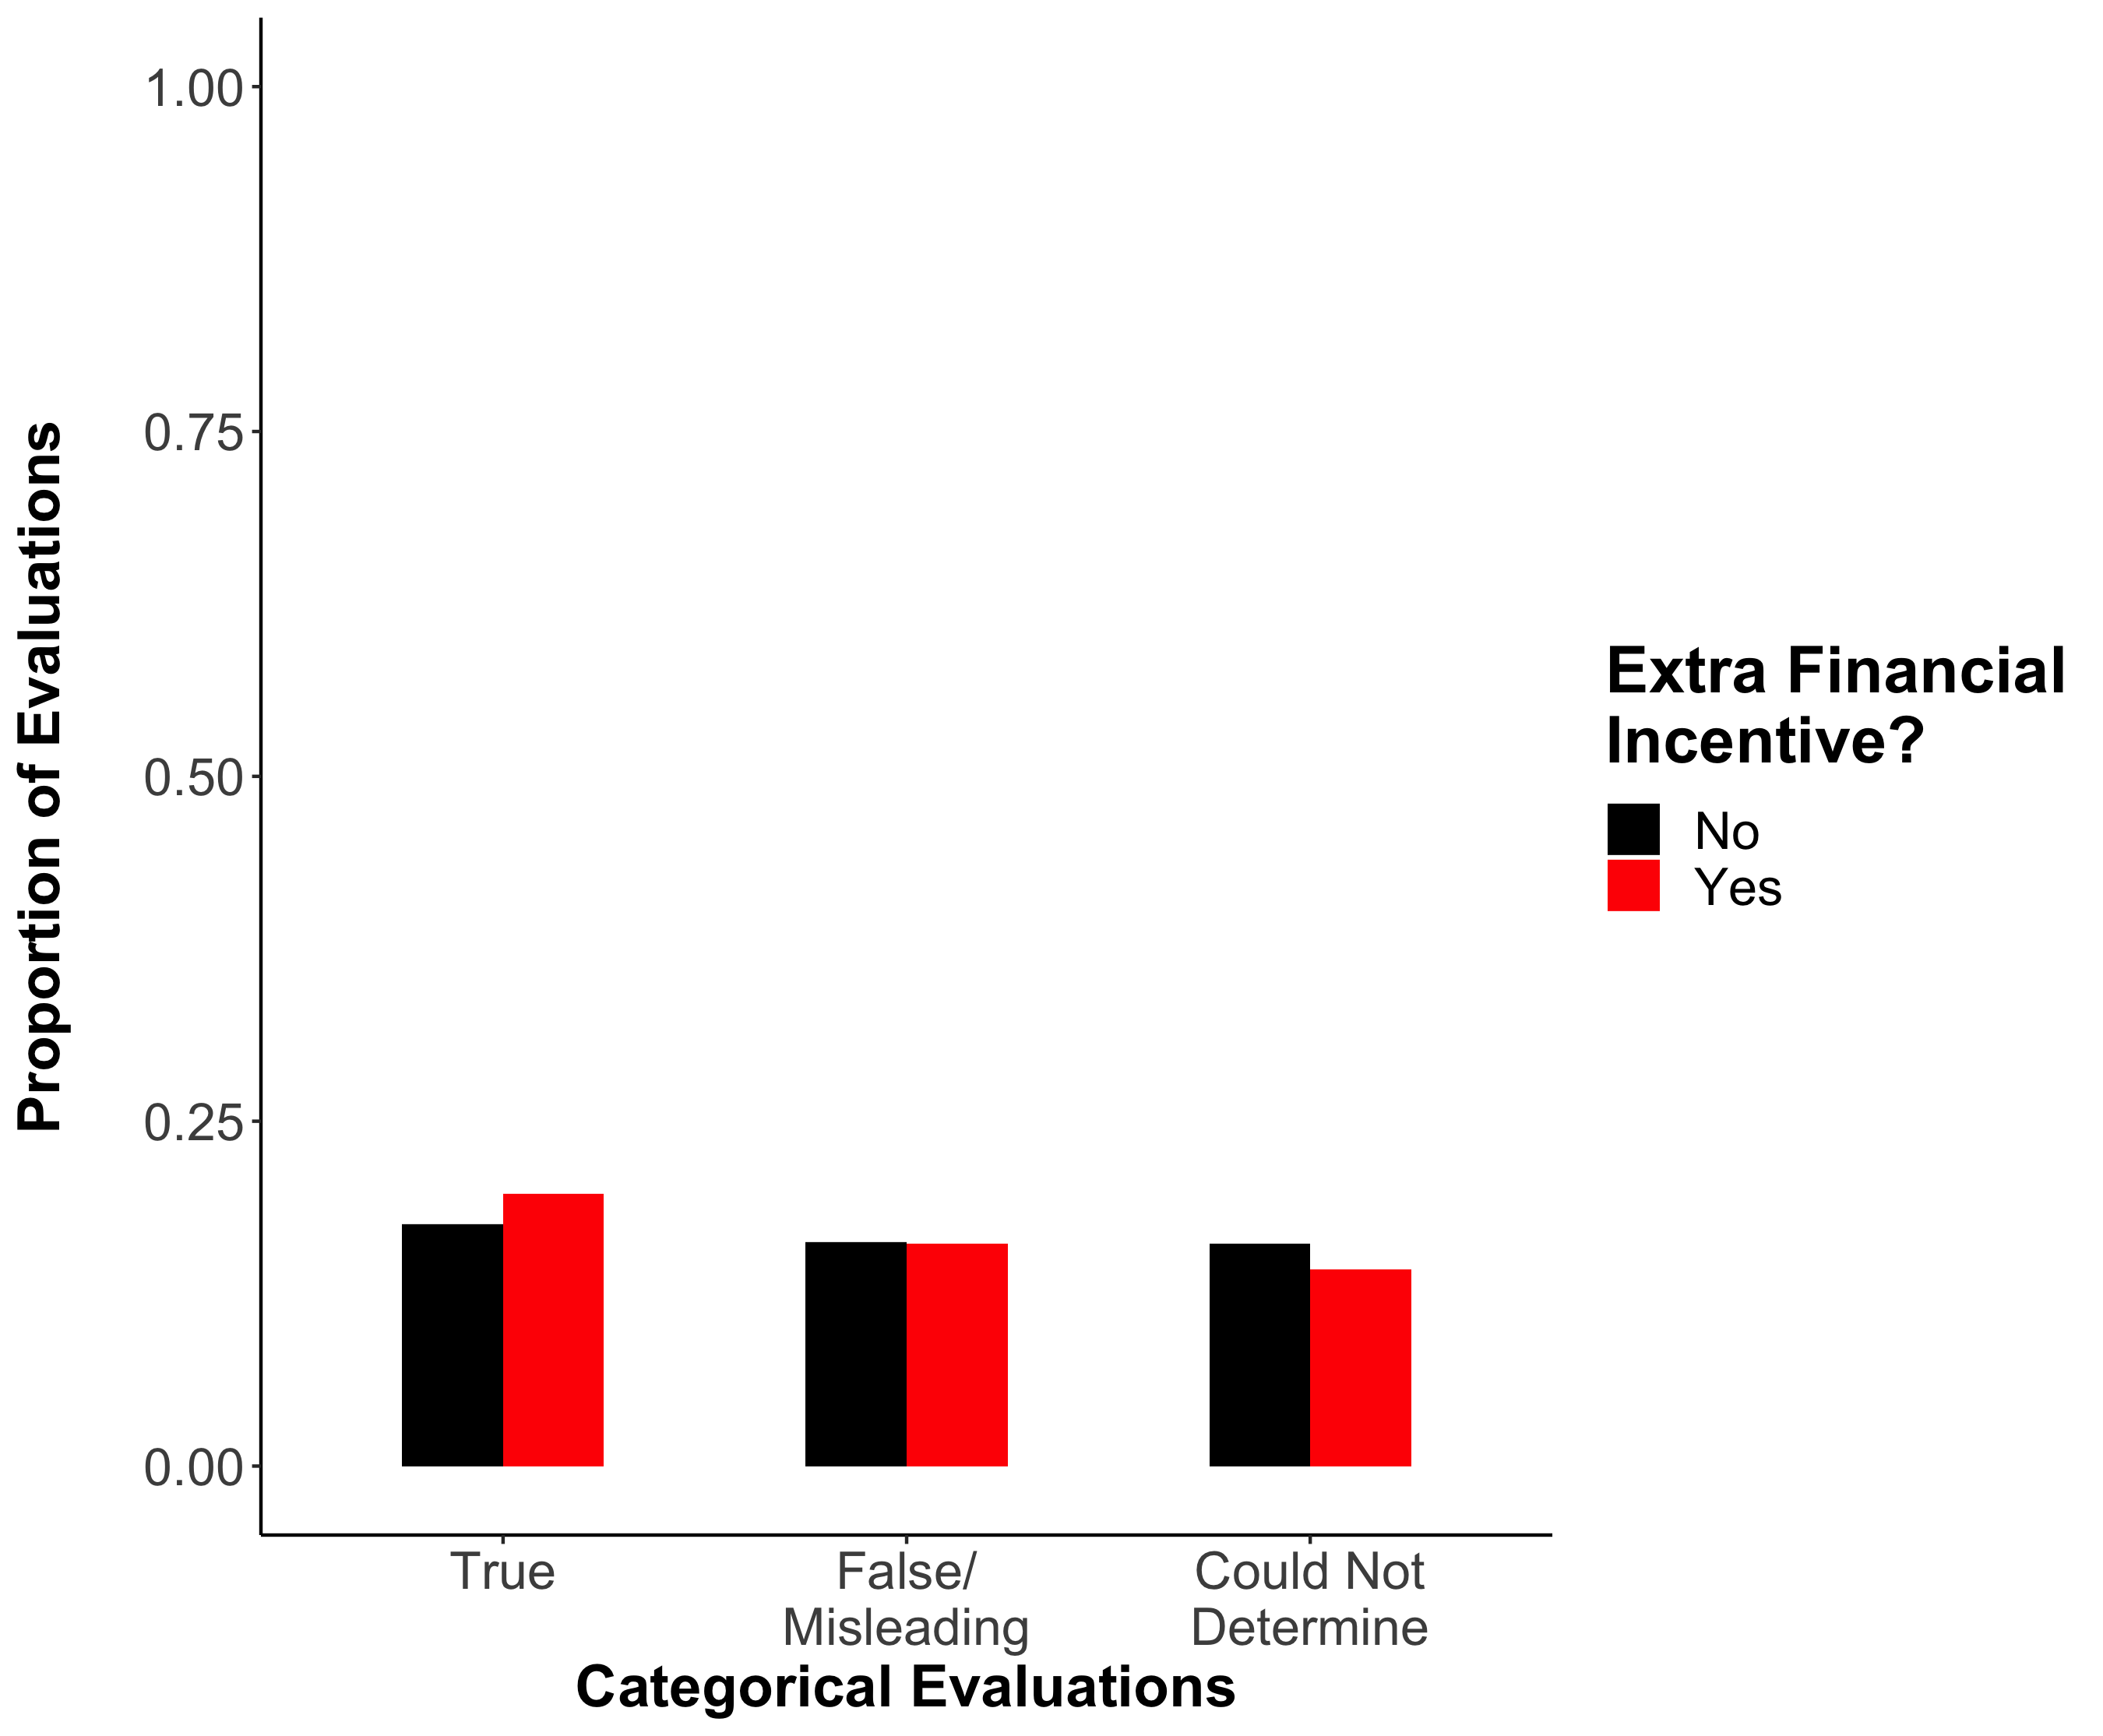 Proportion of Evaluations
1.00
0.75
0.50
0.25
0.00
True
False/
Misleading
Could Not
Determine
Categorical Evaluations
Extra Financial
Incentive?
No
Yes